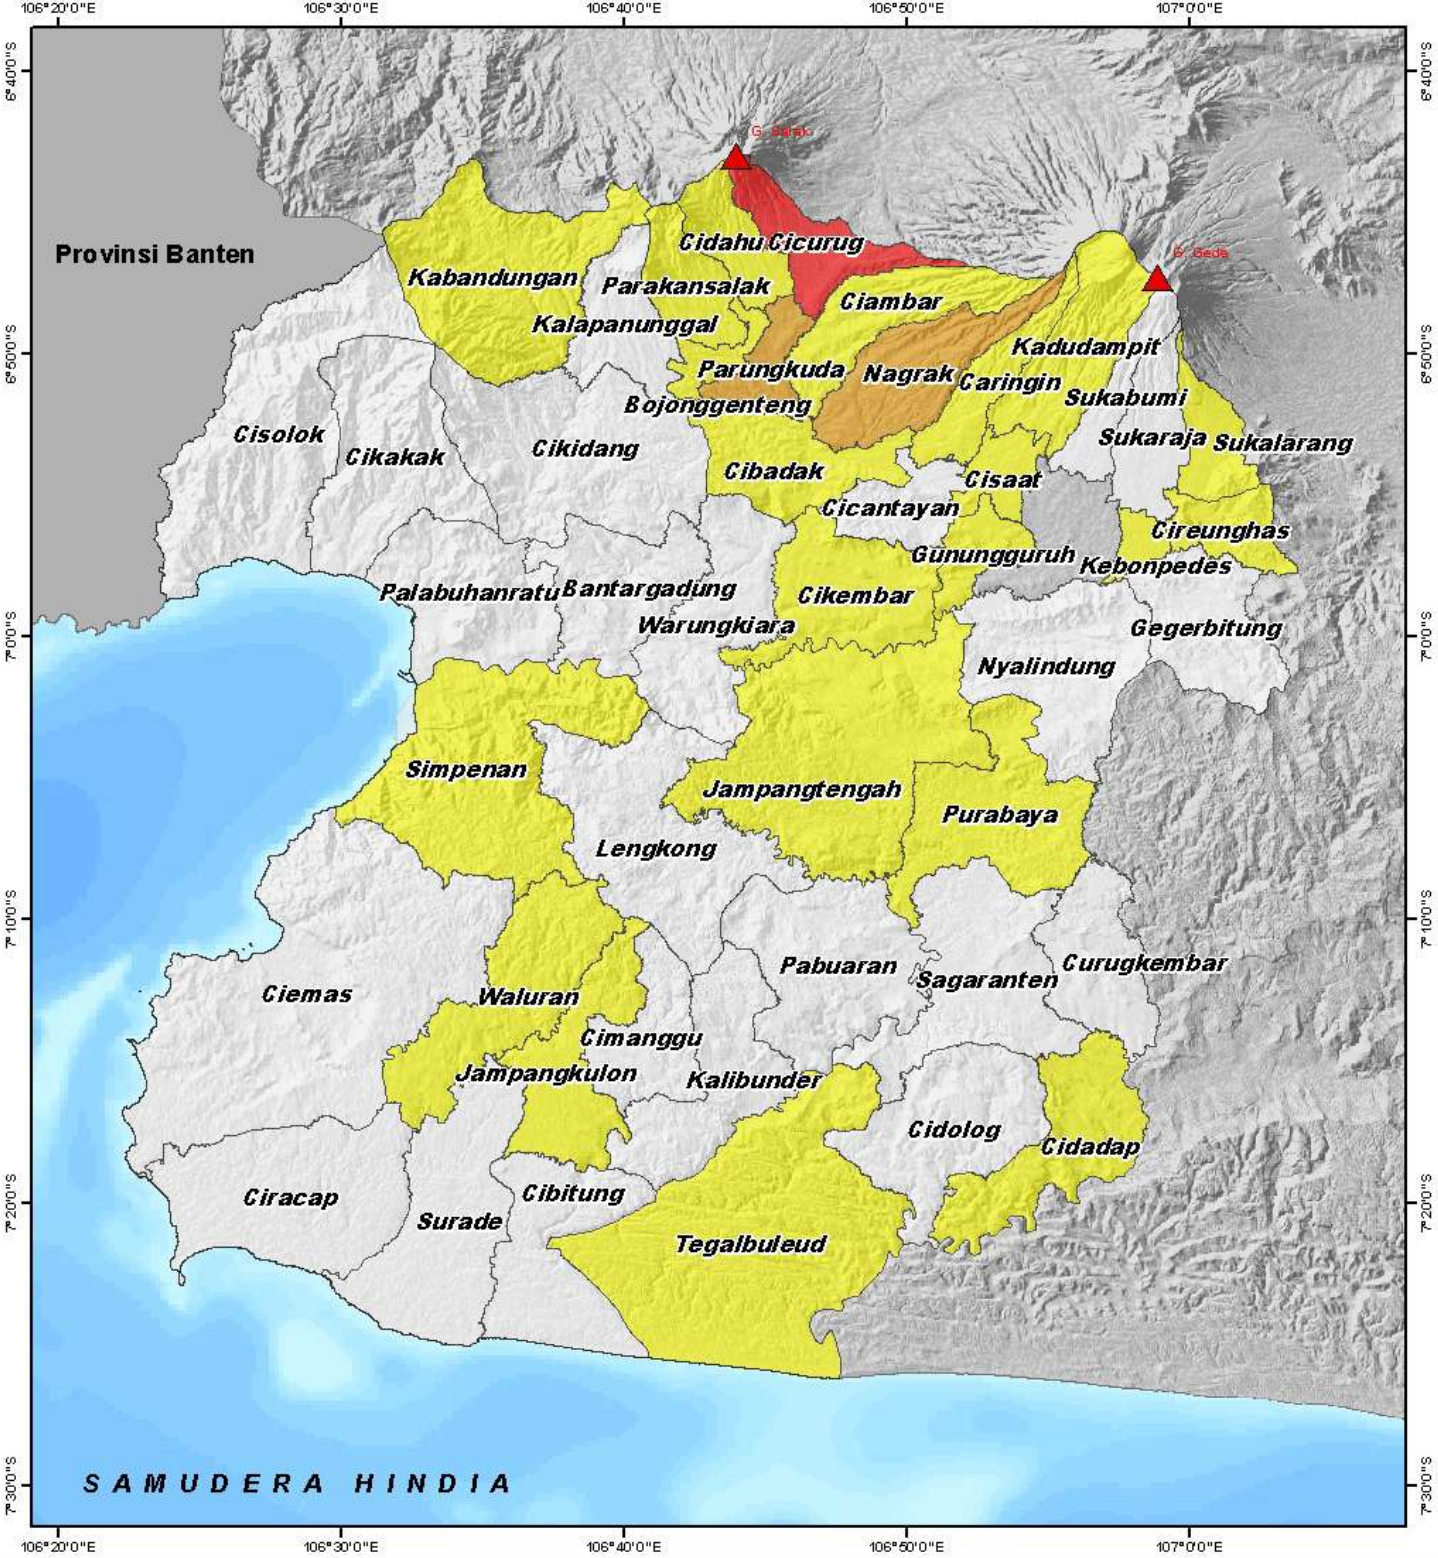 106°20'0"E 106°30'0"E 106°40'0"E 106°50'0"E 107°0'0"E
6°40'0"S
6°40'0"S
G. Salak
Cidahu
Cicurug
Provinsi Banten
G. Gede
Kabandungan
Parakansalak
Ciambar
Kalapanunggal
Kadudampit
6°50'0"S
6°50'0"S
Parungkuda
Nagrak
Caringin
Sukabumi
Bojonggenteng
Cisolok
Cikakak
Cikidang
Sukaraja
Sukalarang
Cibadak
Cisaat
Cicantayan
Cireunghas
Gunungguruh
Kebonpedes
Palabuhanratu
Bantargadung
Cikembar
Warungkiara
Gegerbitung
7°0'0"S
7°0'0"S
Nyalindung
Simpenan
Jampangtengah
Purabaya
Lengkong
7°10'0"S
7°10'0"S
Pabuaran
Curugkembar
Sagaranten
Ciemas
Waluran
Cimanggu
Jampangkulon
Kalibunder
Cidolog
Cidadap
Ciracap
Cibitung
7°20'0"S
7°20'0"S
Surade
Tegalbuleud
SAMUDERA HINDIA
7°30'0"S
7°30'0"S
106°20'0"E 106°30'0"E 106°40'0"E 106°50'0"E 107°0'0"E